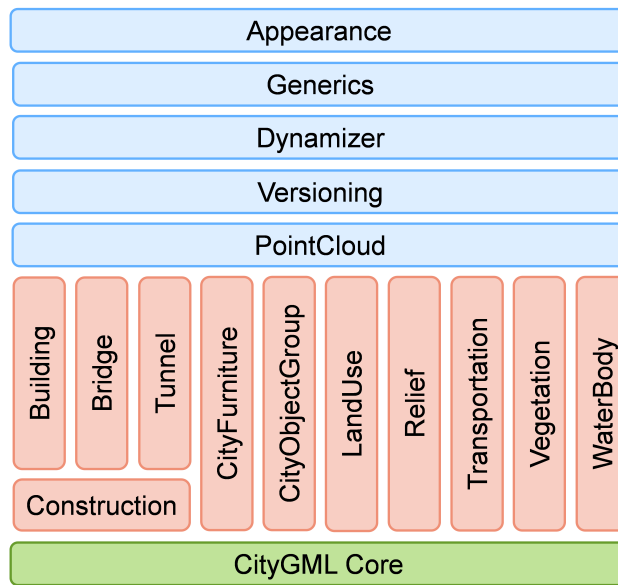 Appearance
Generics
Dynamizer
Versioning
PointCloud
Building
Bridge
Tunnel
CityFurniture
CityObjectGroup
LandUse
Relief
Transportation
Vegetation
WaterBody
Construction
CityGML Core